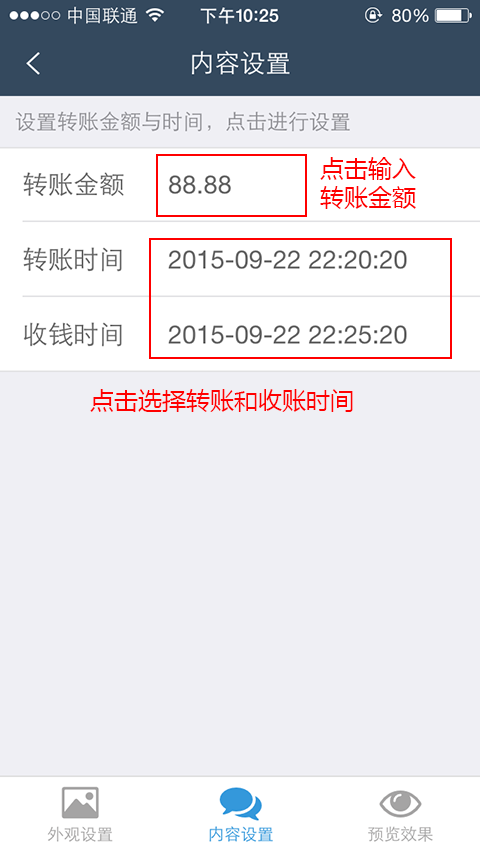 中国联通 下午10:25 80%
内容设置
设置转账金额与时间，点击进行设置
转账金额 88.88 点击输入
转账金额
转账时间 2015-09-22 22:20:20
收钱时间 2015-09-22 22:25:20
点击选择转账和收账时间
外观设置 内容设置 预览效果